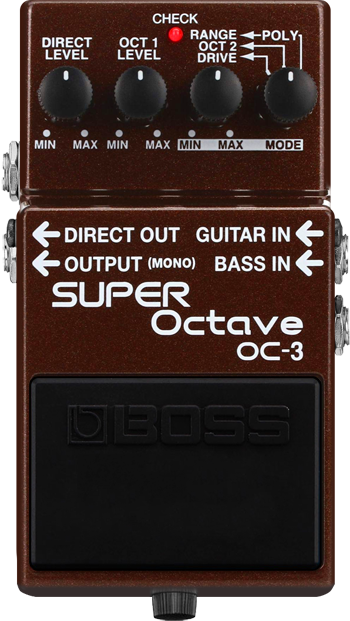 CHECK
DIRECT LEVEL
OCT 1 LEVEL
RANGE
OCT 2
DRIVE
POLY
MIN MAX MIN MAX MIN MAX MODE
DIRECT OUT GUITAR IN
OUTPUT (MONO) BASS IN
SUPER
Octave
OC-3
BOSS